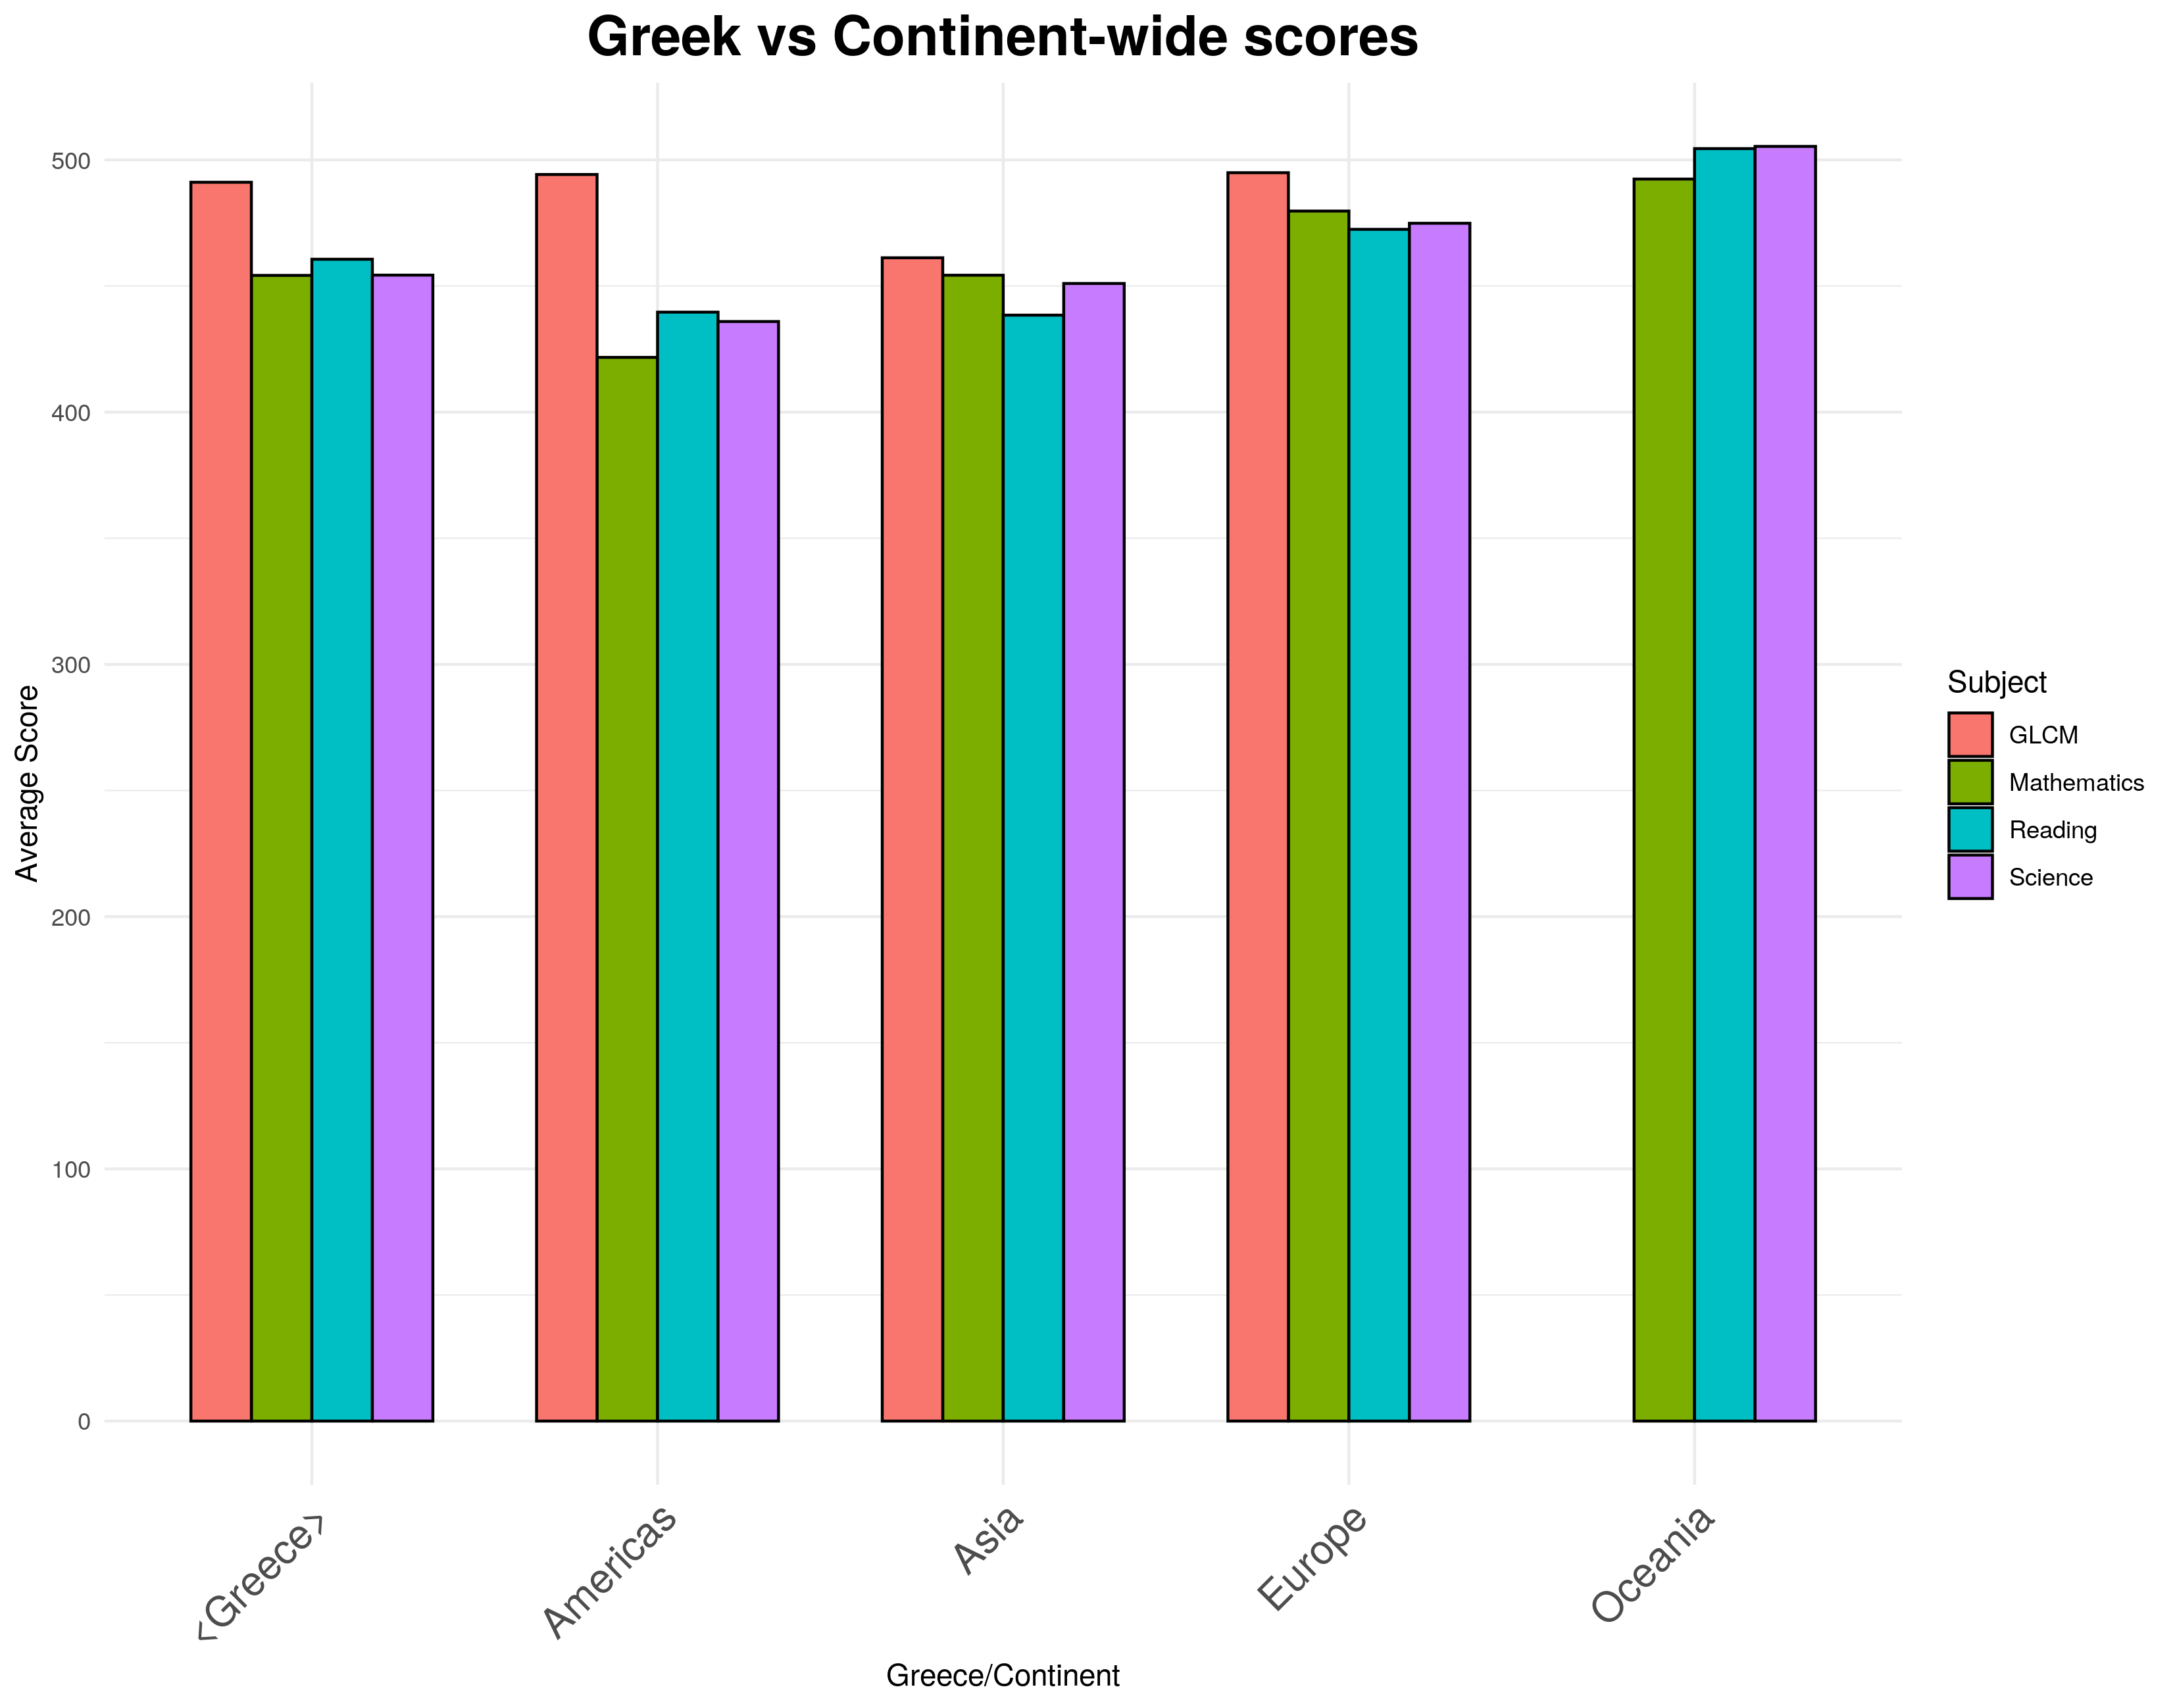 Greek vs Continent-wide scores
Average Score
500
400
300
200
100
0
<Greece>
Americas
Asia
Europe
Oceania
Greece/Continent
Subject
GLCM
Mathematics
Reading
Science